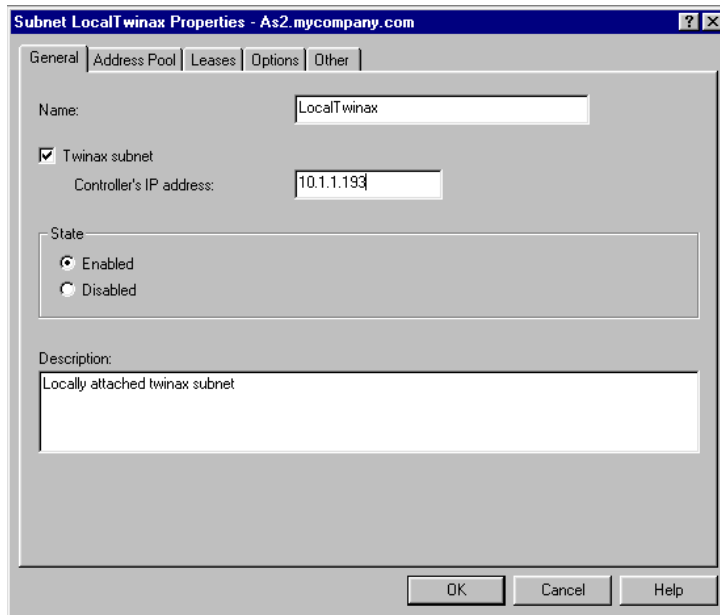 Subnet LocalTwinax Properties - As2.mycompany.com
General Address Pool Leases Options Other
Name: LocalTwinax
Twinax subnet
Controller's IP address: 10.1.1.193
State
Enabled
Disabled
Description:
Locally attached twinax subnet
OK Cancel Help